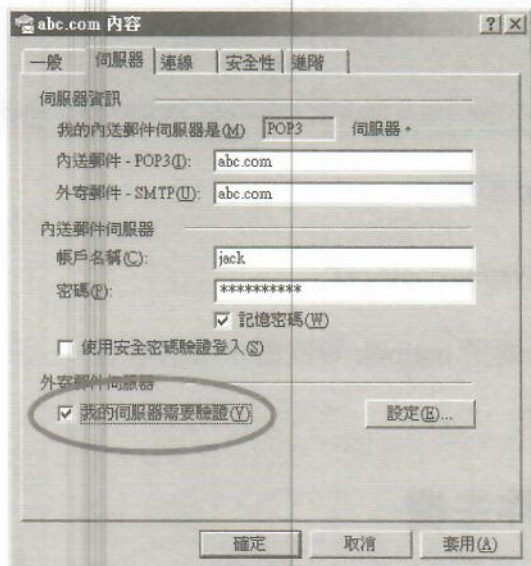 abc.com 內容
一般 伺服器 連線 安全性 進階
伺服器資訊
我的內送郵件伺服器是(M) POP3 伺服器。
內送郵件 - POP3(I): abc.com
外寄郵件 - SMTP(U): abc.com
內送郵件伺服器
帳戶名稱(C): jack
密碼(P): **********
記憶密碼(W)
使用安全密碼驗證登入(S)
外寄郵件伺服器
我的伺服器需要驗證(V)
設定(E)...
確定 取消 套用(A)